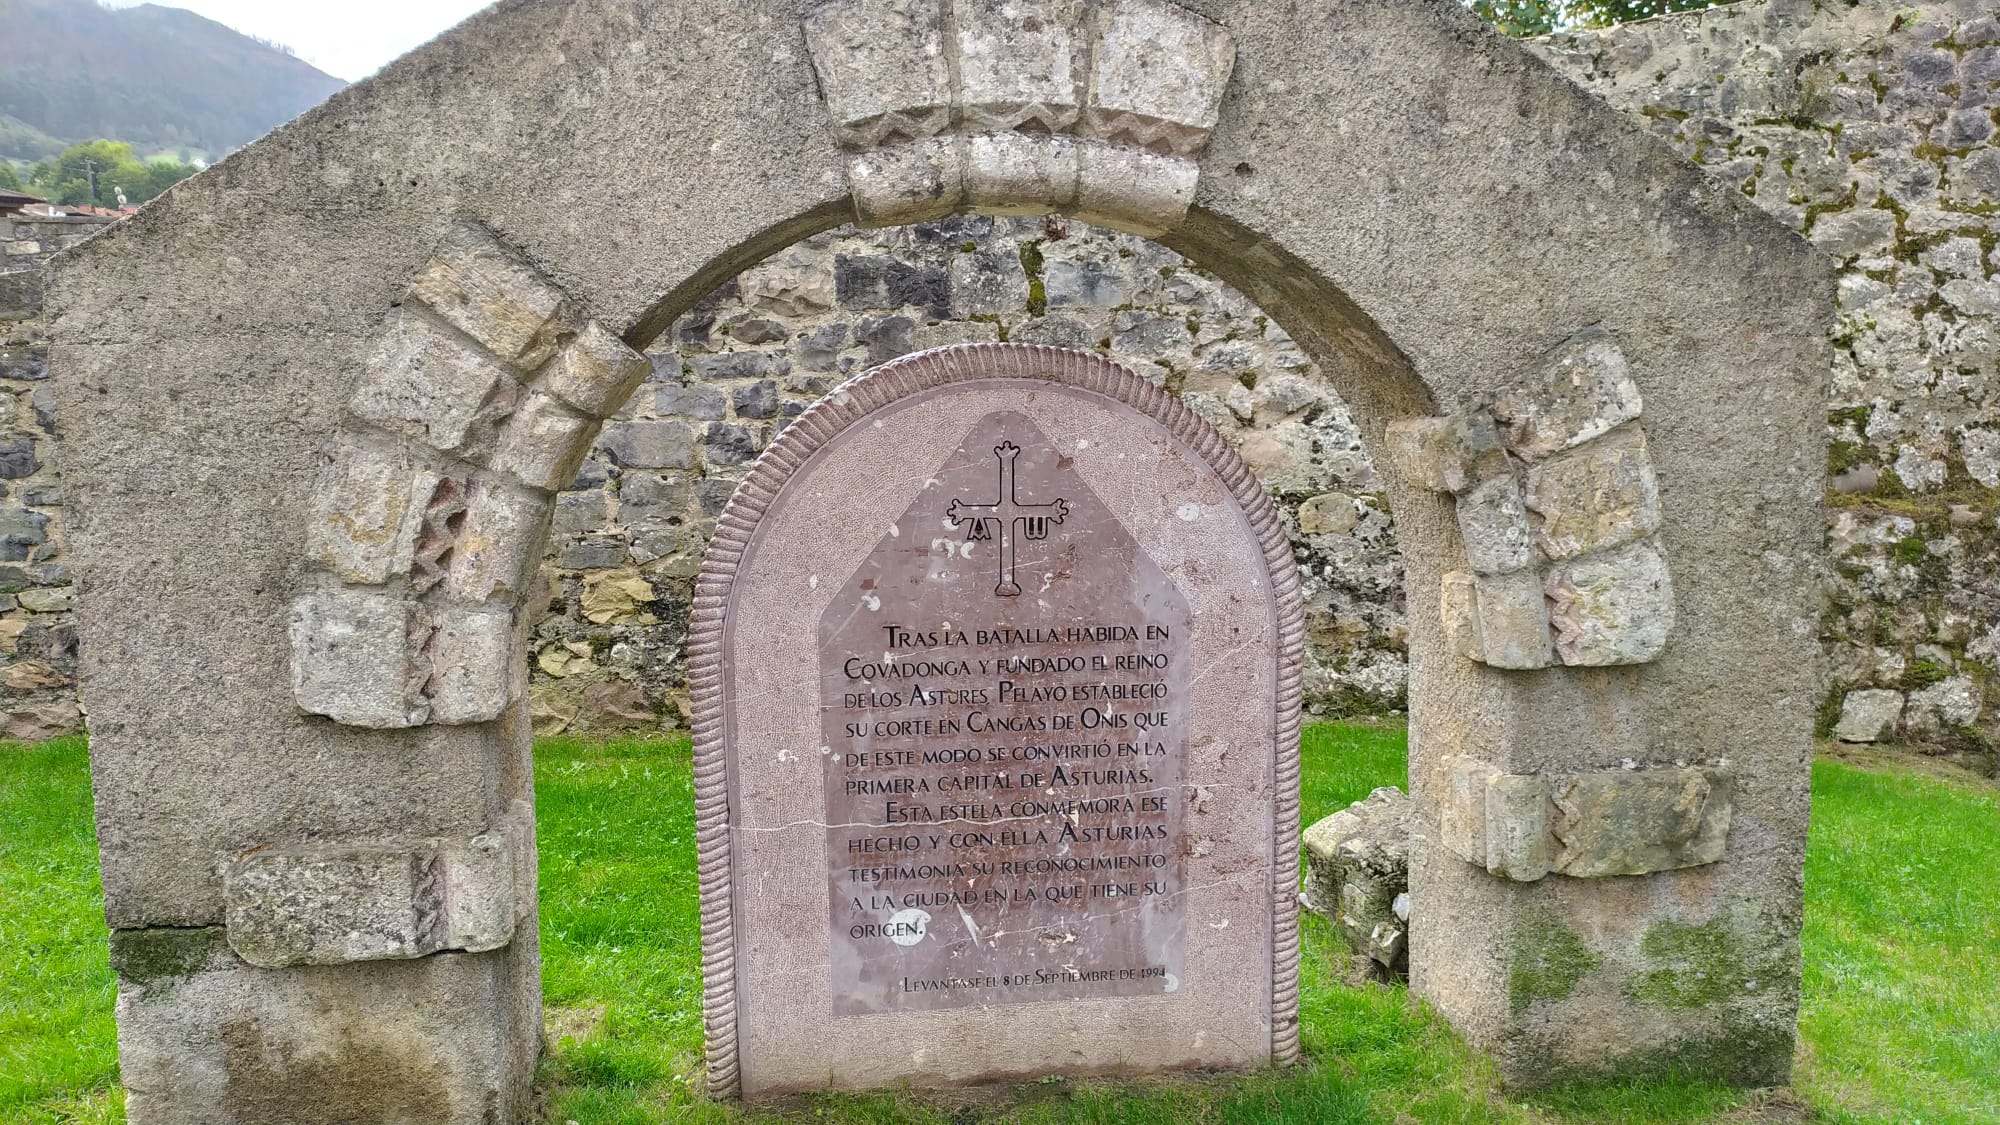 Α ω
TRAS LA BATALLA HABIDA EN
COVADONGA Y FUNDADO EL REINO
DE LOS ASTURES, PELAYO ESTABLECIÓ
SU CORTE EN CANGAS DE ONIS QUE
DE ESTE MODO SE CONVIRTIÓ EN LA
PRIMERA CAPITAL DE ASTURIAS.
ESTA ESTELA CONMEMORA ESE
HECHO Y CON ELLA ASTURIAS
TESTIMONIA SU RECONOCIMIENTO
A LA CIUDAD EN LA QUE TIENE SU
ORIGEN.
LEVANTASE EL 8 DE SEPTIEMBRE DE 1994